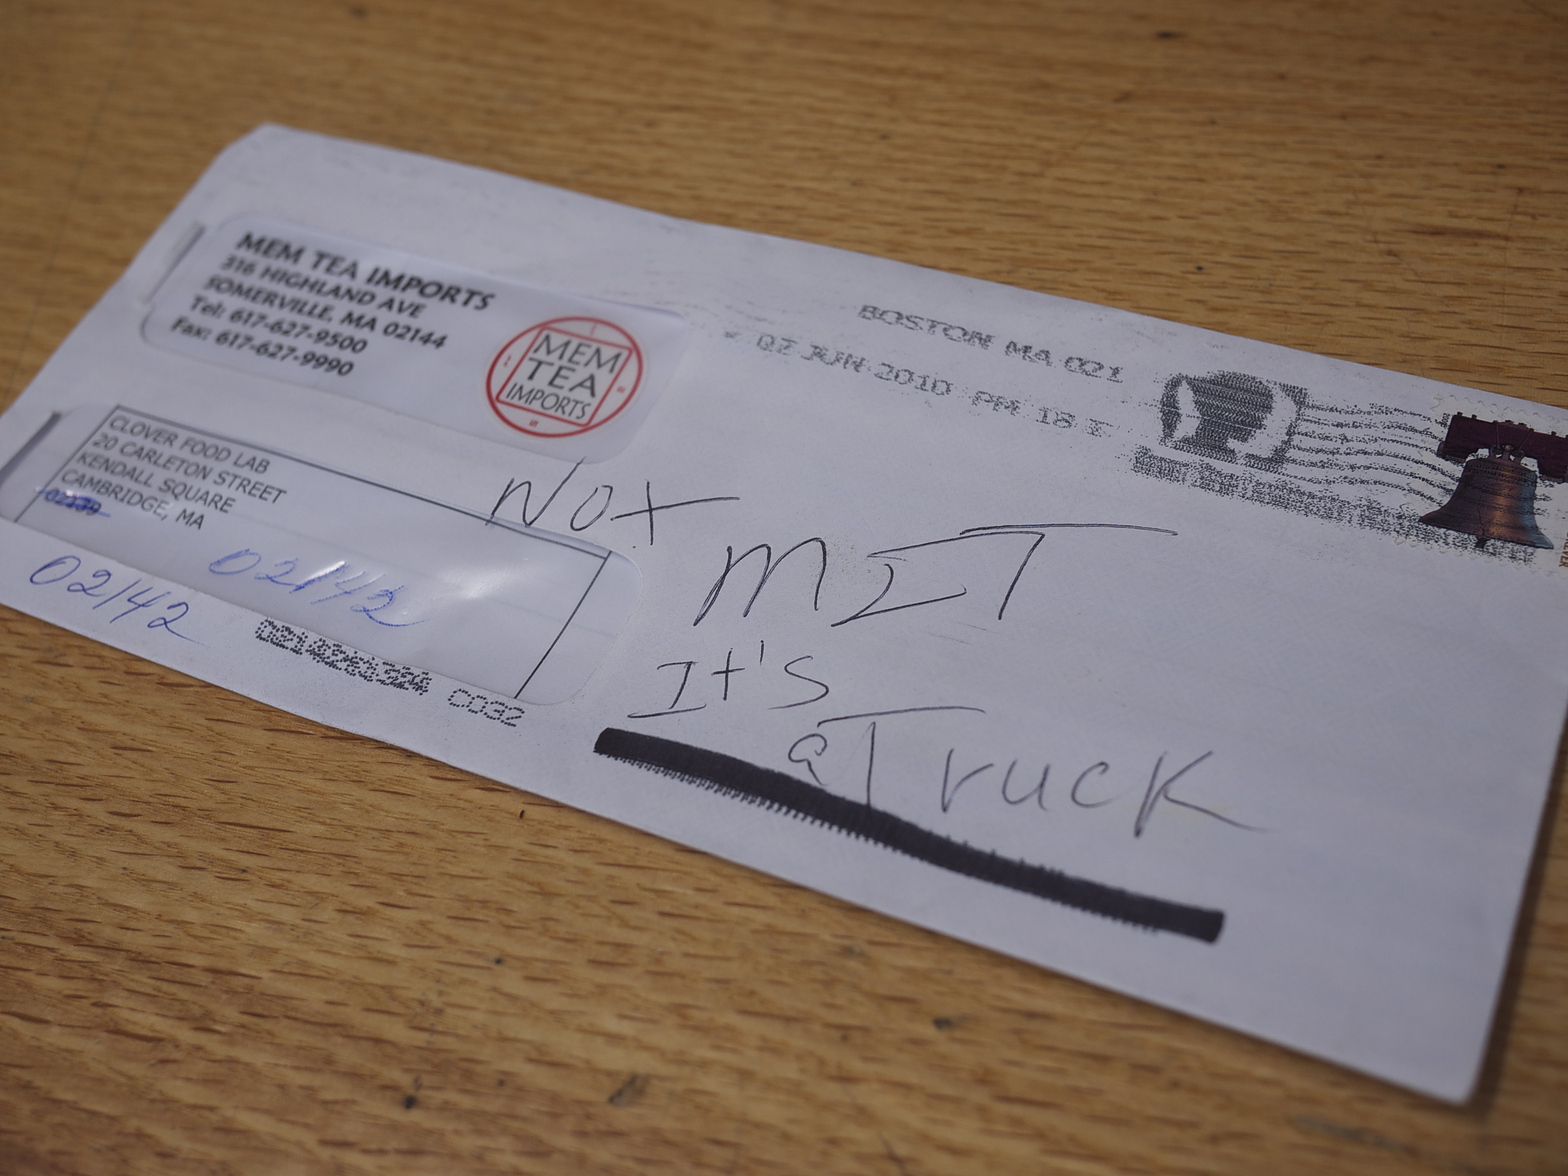 MEM TEA IMPORTS
316 HIGHLAND AVE
SOMERVILLE, MA 02144
Tel: 617-627-9500
Fax: 617-627-9990
MEM
TEA
IMPORTS
BOSTON MA 021
07 JUN 2010 PM 18 T
CLOVER FOOD LAB
20 CARLETON STREET
KENDALL SQUARE
CAMBRIDGE, MA
02142
02142
C032
Not
MIT
It's
a Truck